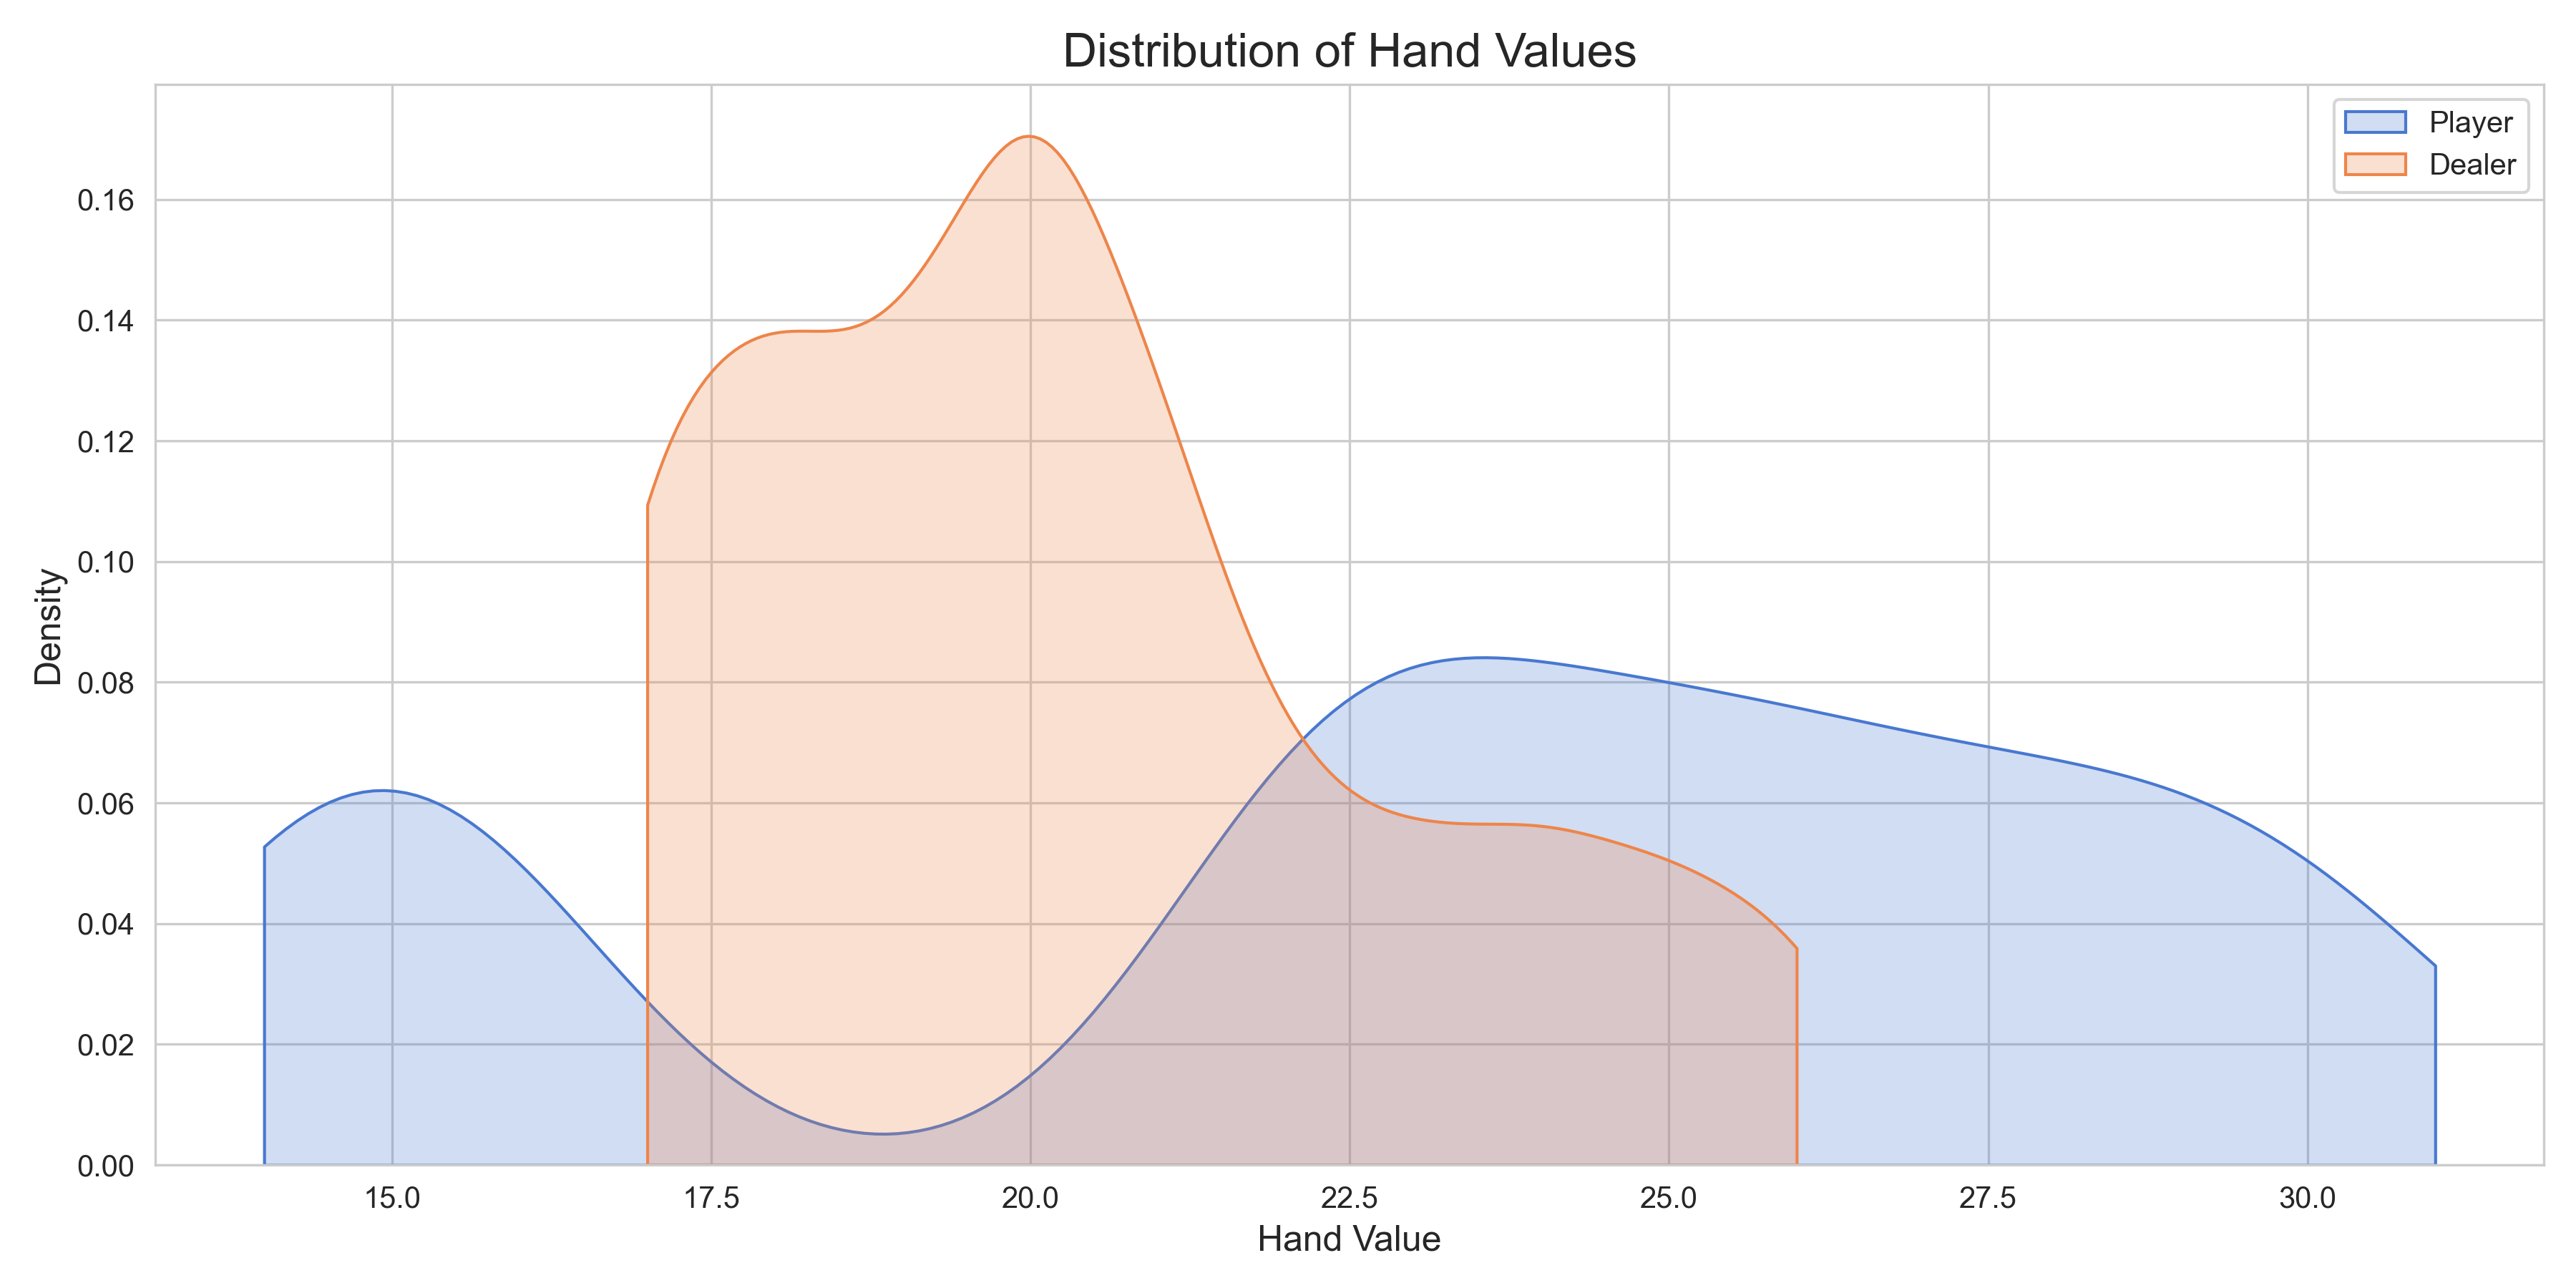 Distribution of Hand Values
Player
Dealer
Density
0.16
0.14
0.12
0.10
0.08
0.06
0.04
0.02
0.00
15.0 17.5 20.0 22.5 25.0 27.5 30.0
Hand Value